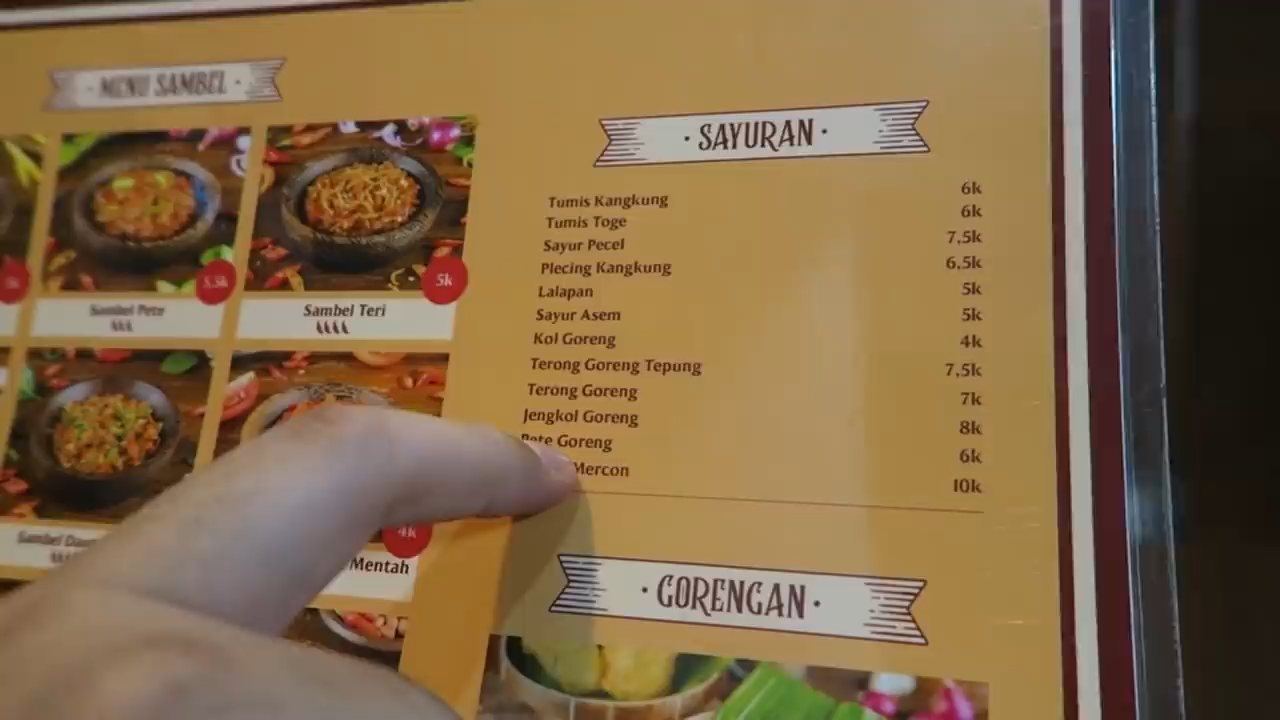 · MENU SAMBEL ·
5,5k
Sambel Pete
5k
Sambel Teri
4k
Mentah
· SAYURAN ·
Tumis Kangkung 6k
Tumis Toge 6k
Sayur Pecel 7,5k
Plecing Kangkung 6,5k
Lalapan 5k
Sayur Asem 5k
Kol Goreng 4k
Terong Goreng Tepung 7,5k
Terong Goreng 7k
Jengkol Goreng 8k
Pete Goreng 6k
Mercon 10k
· GORENGAN ·